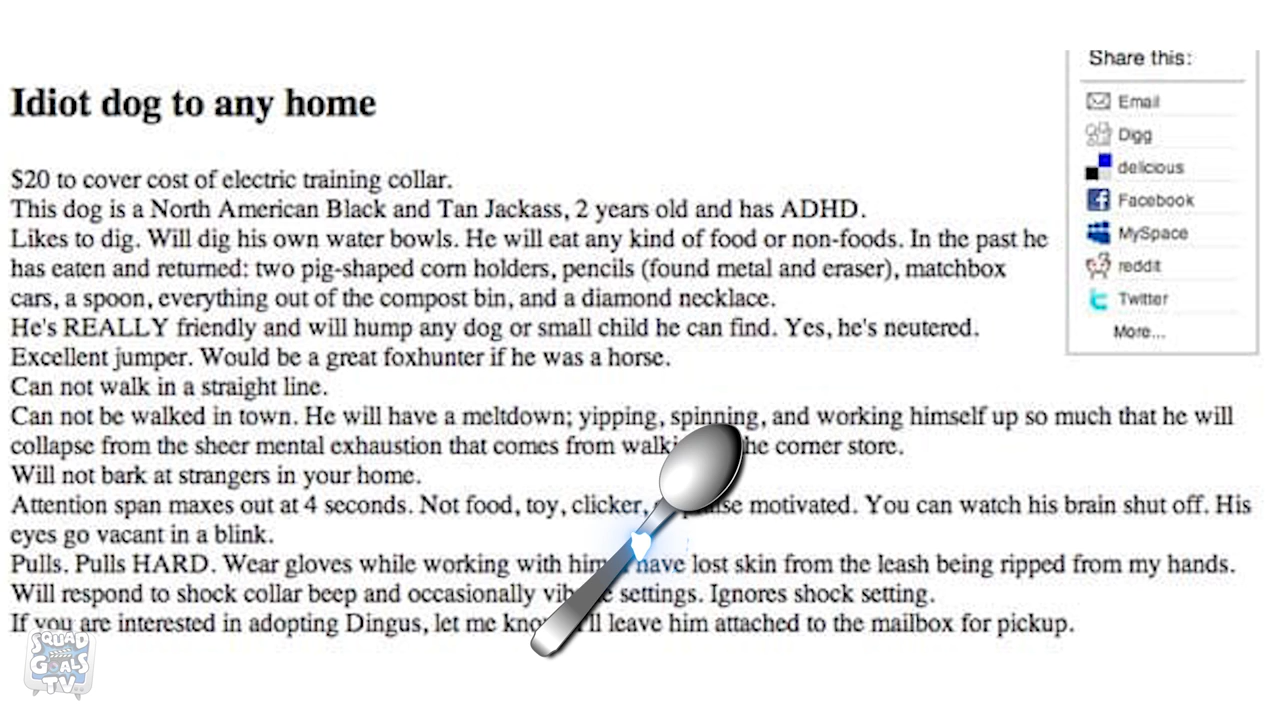 Share this:
Idiot dog to any home
Email
Digg
delicious
Facebook
MySpace
reddit
Twitter
More...
$20 to cover cost of electric training collar.
This dog is a North American Black and Tan Jackass, 2 years old and has ADHD.
Likes to dig. Will dig his own water bowls. He will eat any kind of food or non-foods. In the past he
has eaten and returned: two pig-shaped corn holders, pencils (found metal and eraser), matchbox
cars, a spoon, everything out of the compost bin, and a diamond necklace.
He's REALLY friendly and will hump any dog or small child he can find. Yes, he's neutered.
Excellent jumper. Would be a great foxhunter if he was a horse.
Can not walk in a straight line.
Can not be walked in town. He will have a meltdown; yipping, spinning, and working himself up so much that he will
collapse from the sheer mental exhaustion that comes from corner store.
Will not bark at strangers in your home.
Attention span maxes out at 4 seconds. Not food, toy, clicker, motivated. You can watch his brain shut off. His
eyes go vacant in a blink.
Pulls. Pulls HARD. Wear gloves while working with have lost skin from the leash being ripped from my hands.
Will respond to shock collar beep and occasionally settings. Ignores shock setting.
If you are interested in adopting Dingus, let me leave him attached to the mailbox for pickup.
SQUAD
GOALS
TV